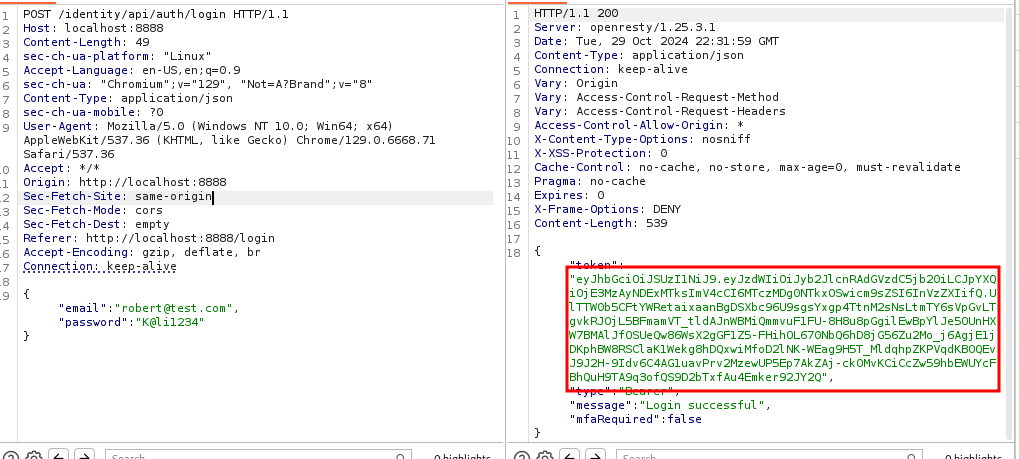 1 POST /identity/api/auth/login HTTP/1.1
2 Host: localhost:8888
3 Content-Length: 49
4 sec-ch-ua-platform: "Linux"
5 Accept-Language: en-US,en;q=0.9
6 sec-ch-ua: "Chromium";v="129", "Not=A?Brand";v="8"
7 Content-Type: application/json
8 sec-ch-ua-mobile: ?0
9 User-Agent: Mozilla/5.0 (Windows NT 10.0; Win64; x64)
AppleWebKit/537.36 (KHTML, like Gecko) Chrome/129.0.6668.71
Safari/537.36
10 Accept: */*
11 Origin: http://localhost:8888
12 Sec-Fetch-Site: same-origin
13 Sec-Fetch-Mode: cors
14 Sec-Fetch-Dest: empty
15 Referer: http://localhost:8888/login
16 Accept-Encoding: gzip, deflate, br
17 Connection: keep-alive
18
19 {
"email":"robert@test.com",
"password":"K@li1234"
}
Search
0 highlights
1 HTTP/1.1 200
2 Server: openresty/1.25.3.1
3 Date: Tue, 29 Oct 2024 22:31:59 GMT
4 Content-Type: application/json
5 Connection: keep-alive
6 Vary: Origin
7 Vary: Access-Control-Request-Method
8 Vary: Access-Control-Request-Headers
9 Access-Control-Allow-Origin: *
10 X-Content-Type-Options: nosniff
11 X-XSS-Protection: 0
12 Cache-Control: no-cache, no-store, max-age=0, must-revalidate
13 Pragma: no-cache
14 Expires: 0
15 X-Frame-Options: DENY
16 Content-Length: 539
17
18 {
"token":
"type":"Bearer",
"message":"Login successful",
"mfaRequired":false
}
Search
0 highlights